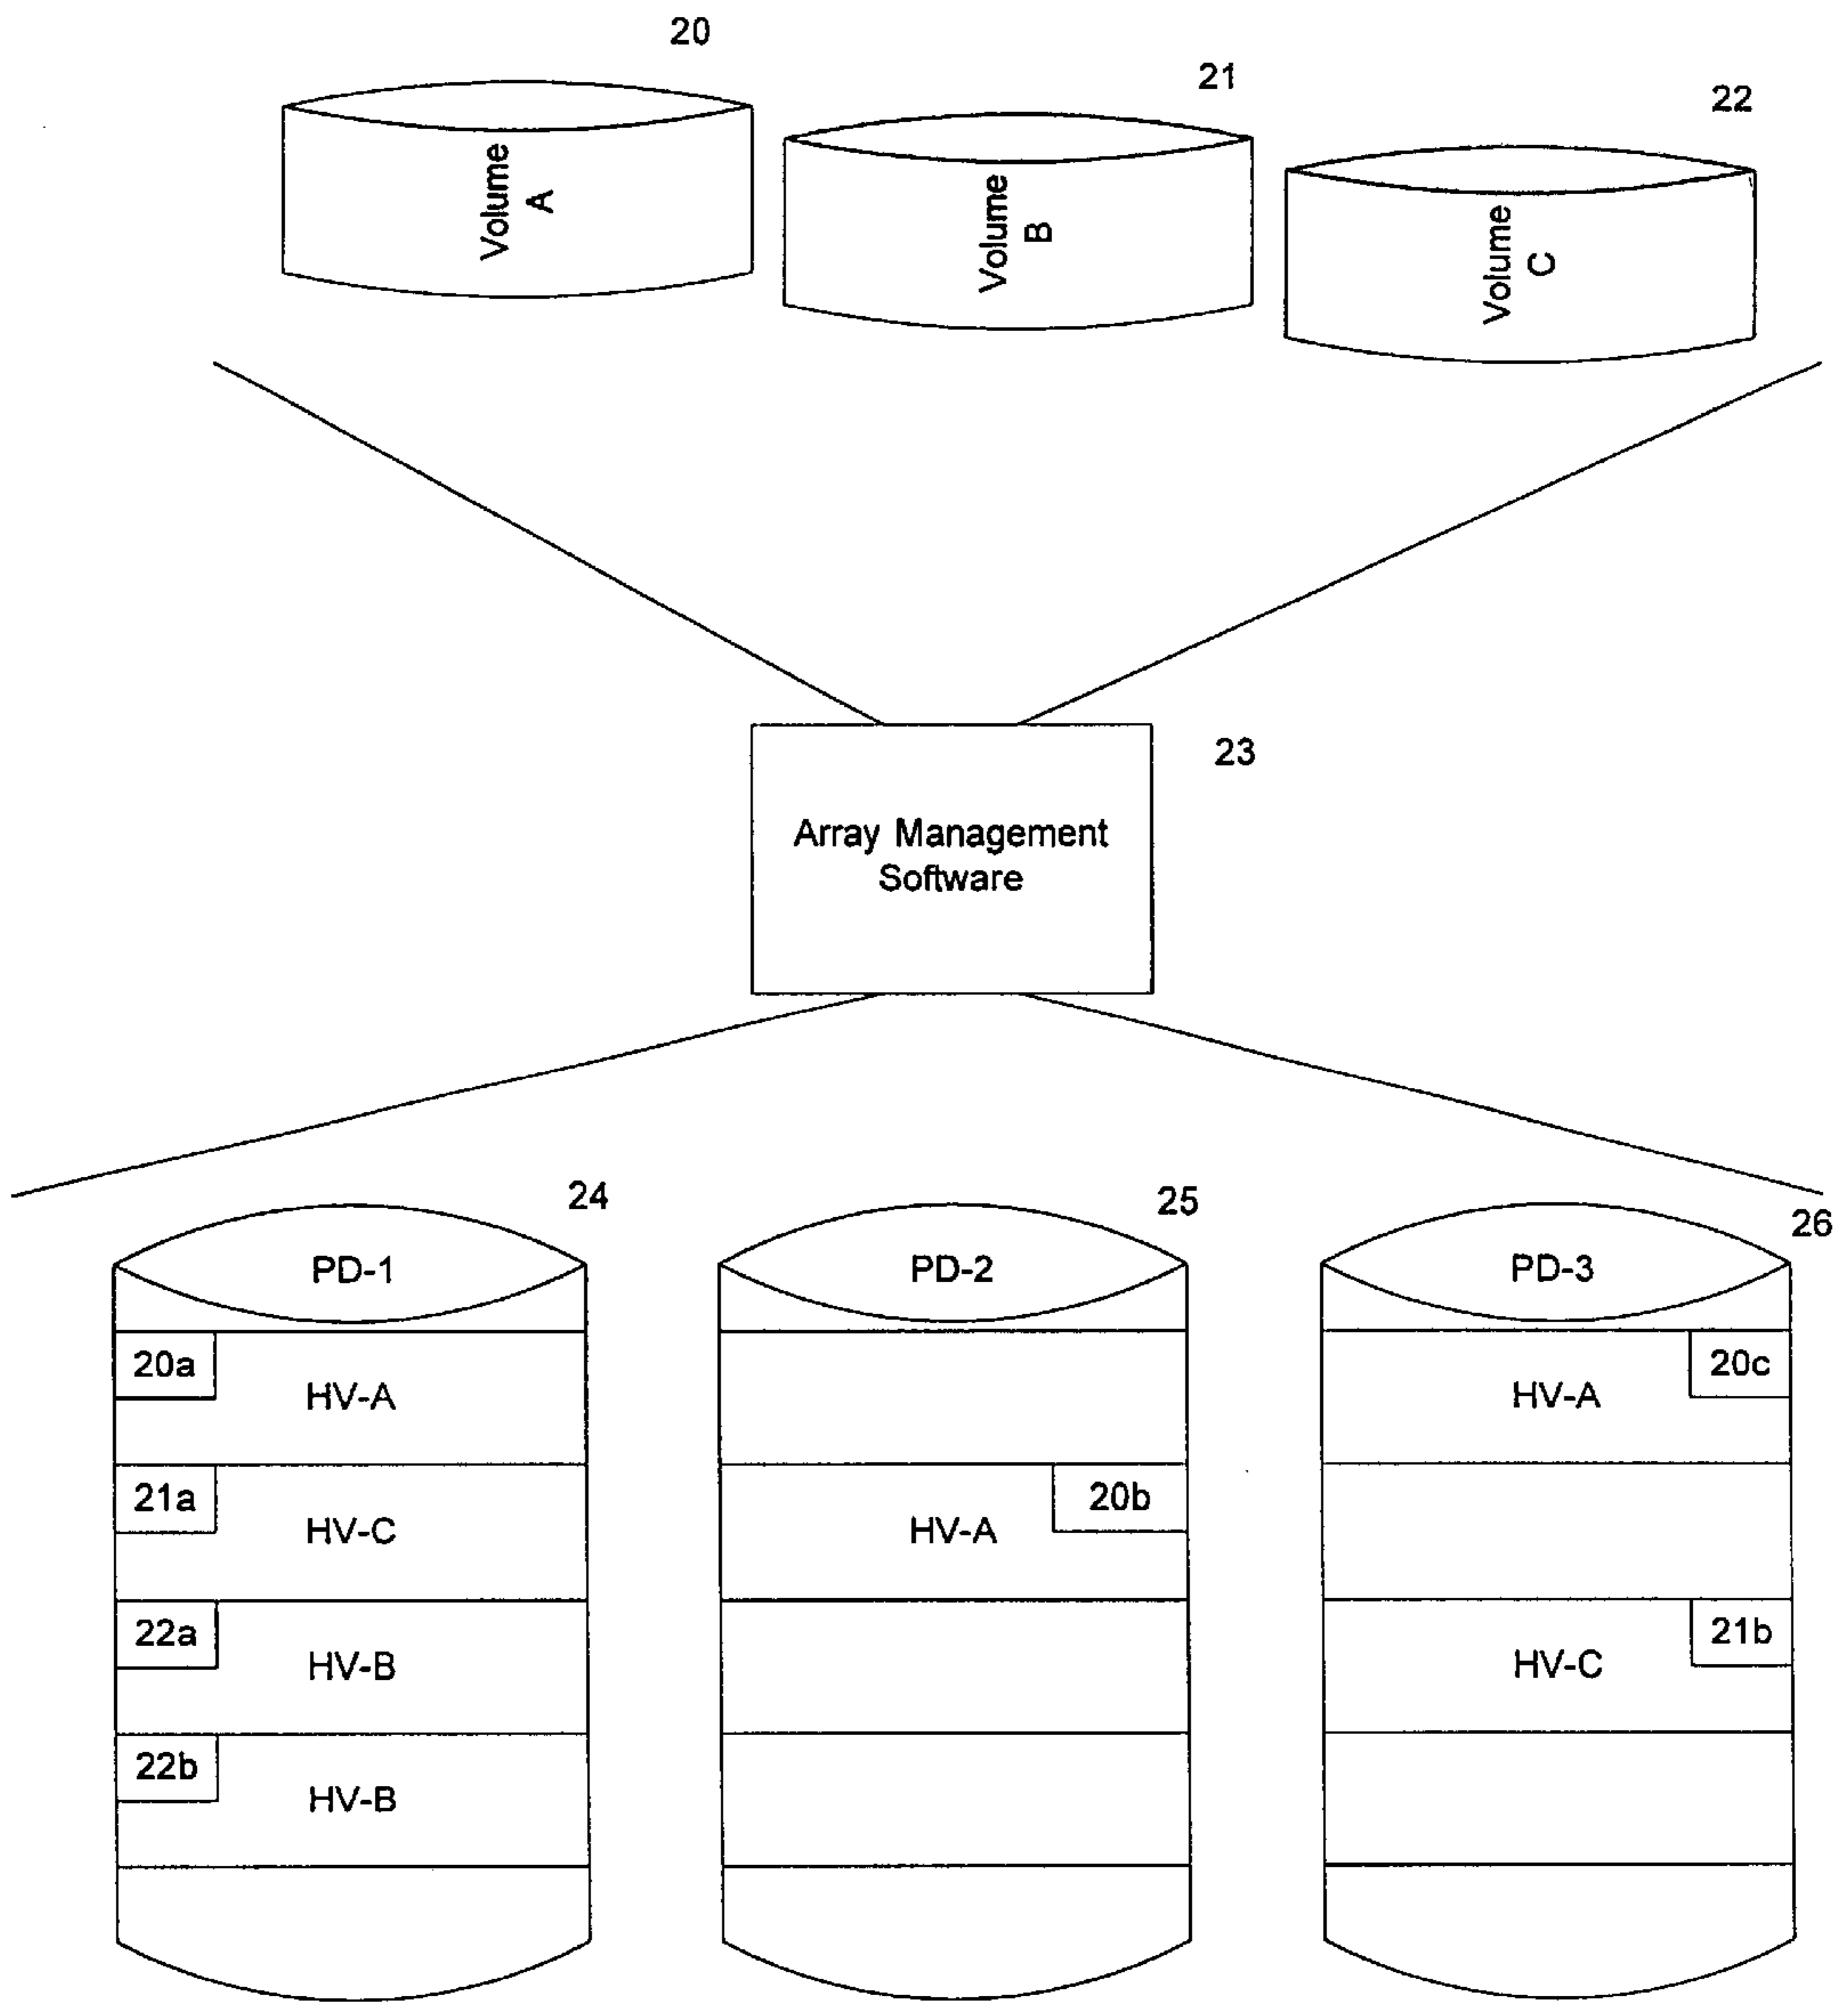 20
21
22
Volume
A
Volume
B
Volume
C
23
Array Management
Software
24
25
26
PD-1
PD-2
PD-3
20a
HV-A
HV-A
20c
21a
HV-C
HV-A
20b
22a
HV-B
HV-C
21b
22b
HV-B